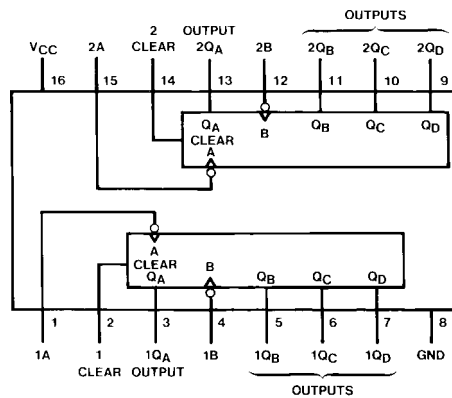 OUTPUTS
2 OUTPUT
VCC 2A CLEAR 2QA 2B 2QB 2QC 2QD
16 15 14 13 12 11 10 9
QA B QB QC QD
CLEAR
A
A
CLEAR B
QA QB QC QD
1 2 3 4 5 6 7 8
1A 1 1QA 1B 1QB 1QC 1QD GND
CLEAR OUTPUT
OUTPUTS